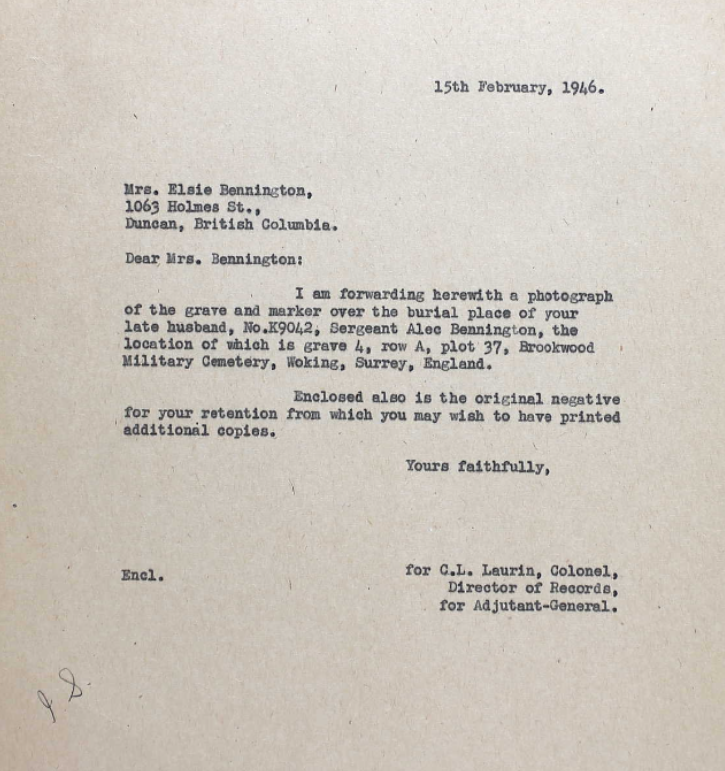 15th February, 1946.
Mrs. Elsie Bennington,
1063 Holmes St.,
Duncan, British Columbia.
Dear Mrs. Bennington:
I am forwarding herewith a photograph
of the grave and marker over the burial place of your
late husband, No.K9042, Sergeant Alec Bennington, the
location of which is grave 4, row A, plot 37, Brookwood
Military Cemetery, Woking, Surrey, England.
Enclosed also is the original negative
for your retention from which you may wish to have printed
additional copies.
Yours faithfully,
Encl.
for C.L. Laurin, Colonel,
Director of Records,
for Adjutant-General.